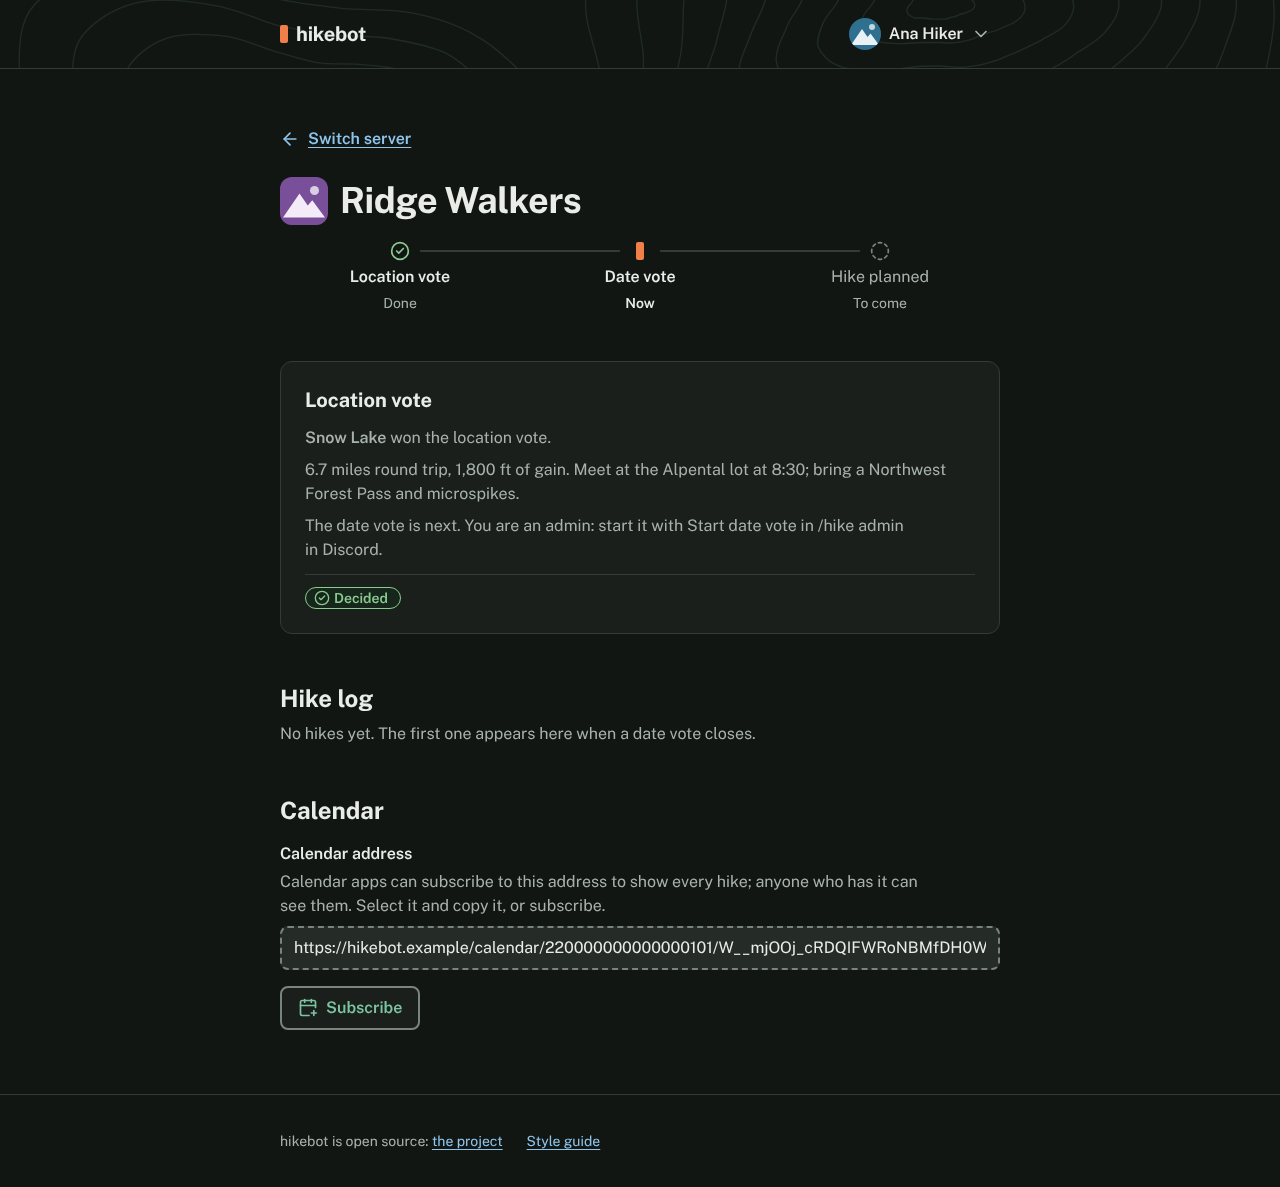 hikebot
Ana Hiker
Switch server
Ridge Walkers
Location vote
Done
Date vote
Now
Hike planned
To come
Location vote
Snow Lake won the location vote.
6.7 miles round trip, 1,800 ft of gain. Meet at the Alpental lot at 8:30; bring a Northwest
Forest Pass and microspikes.
The date vote is next. You are an admin: start it with Start date vote in /hike admin
in Discord.
Decided
Hike log
No hikes yet. The first one appears here when a date vote closes.
Calendar
Calendar address
Calendar apps can subscribe to this address to show every hike; anyone who has it can
see them. Select it and copy it, or subscribe.
https://hikebot.example/calendar/220000000000000101/W__mjOOj_cRDQIFWRoNBMfDH0W
Subscribe
hikebot is open source: the project
Style guide